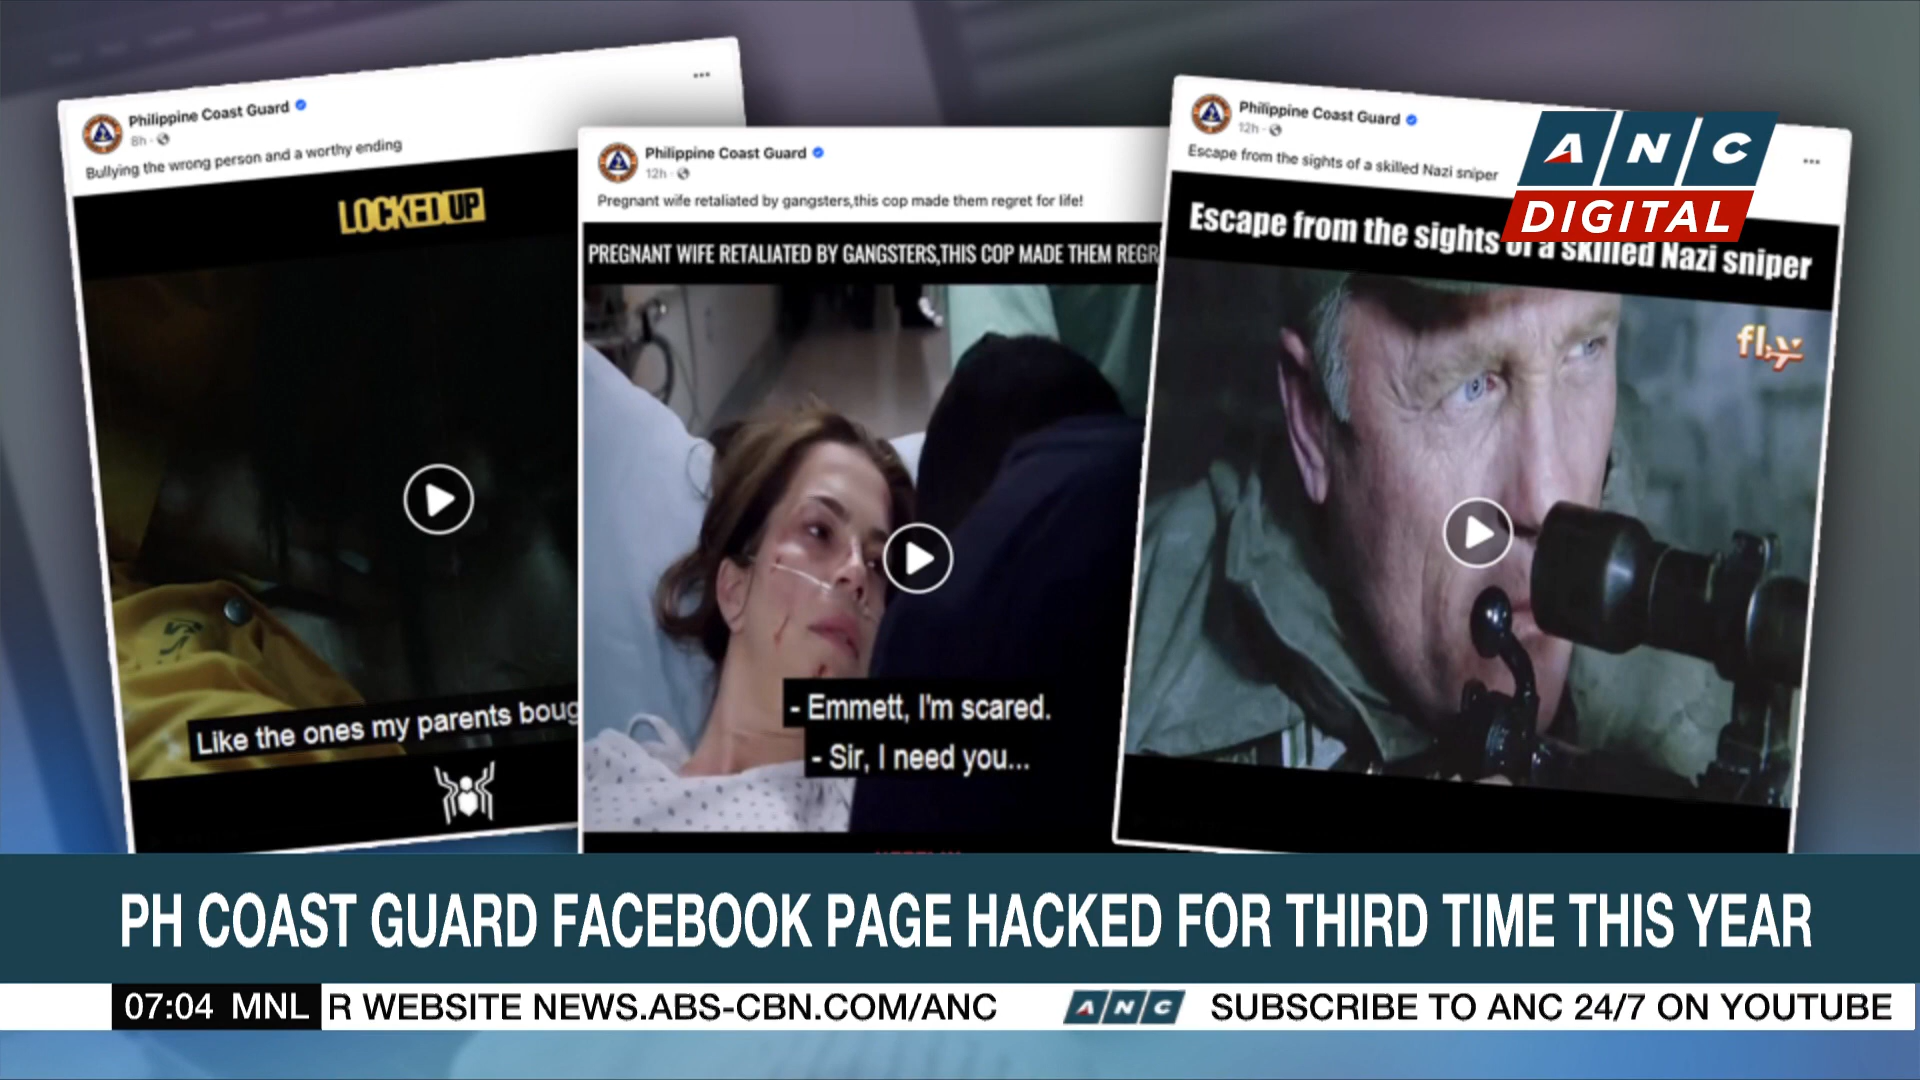 Philippine Coast Guard
8h
Bullying the wrong person and a worthy ending
LOCKEDUP
Like the ones my parents boug
Philippine Coast Guard
12h
Pregnant wife retaliated by gangsters,this cop made them regret for life!
PREGNANT WIFE RETALIATED BY GANGSTERS,THIS COP MADE THEM REGR
- Emmett, I'm scared.
- Sir, I need you...
Philippine Coast Guard
12h
Escape from the sights of a skilled Nazi sniper
Escape from the sights of a skilled Nazi sniper
fly
ANC
DIGITAL
PH COAST GUARD FACEBOOK PAGE HACKED FOR THIRD TIME THIS YEAR
07:04 MNL R WEBSITE NEWS.ABS-CBN.COM/ANC ANC SUBSCRIBE TO ANC 24/7 ON YOUTUBE